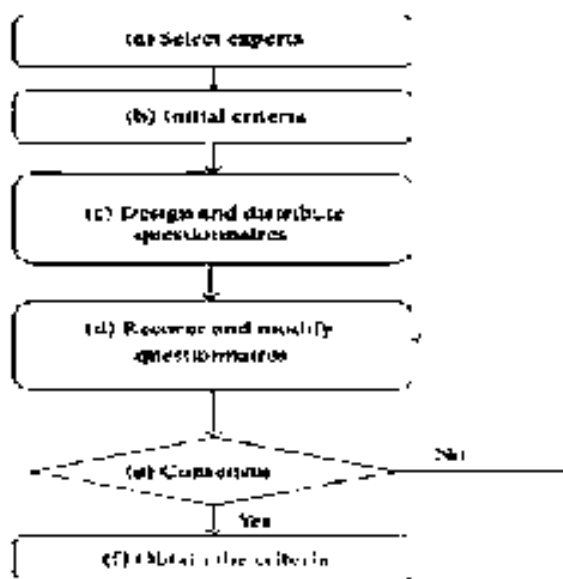 (a) Select experts
(b) Initial criteria
(c) Design and distribute
questionnaires
(d) Recover and modify
questionnaires
(e) Consensus
No
Yes
(f) Obtain the criteria